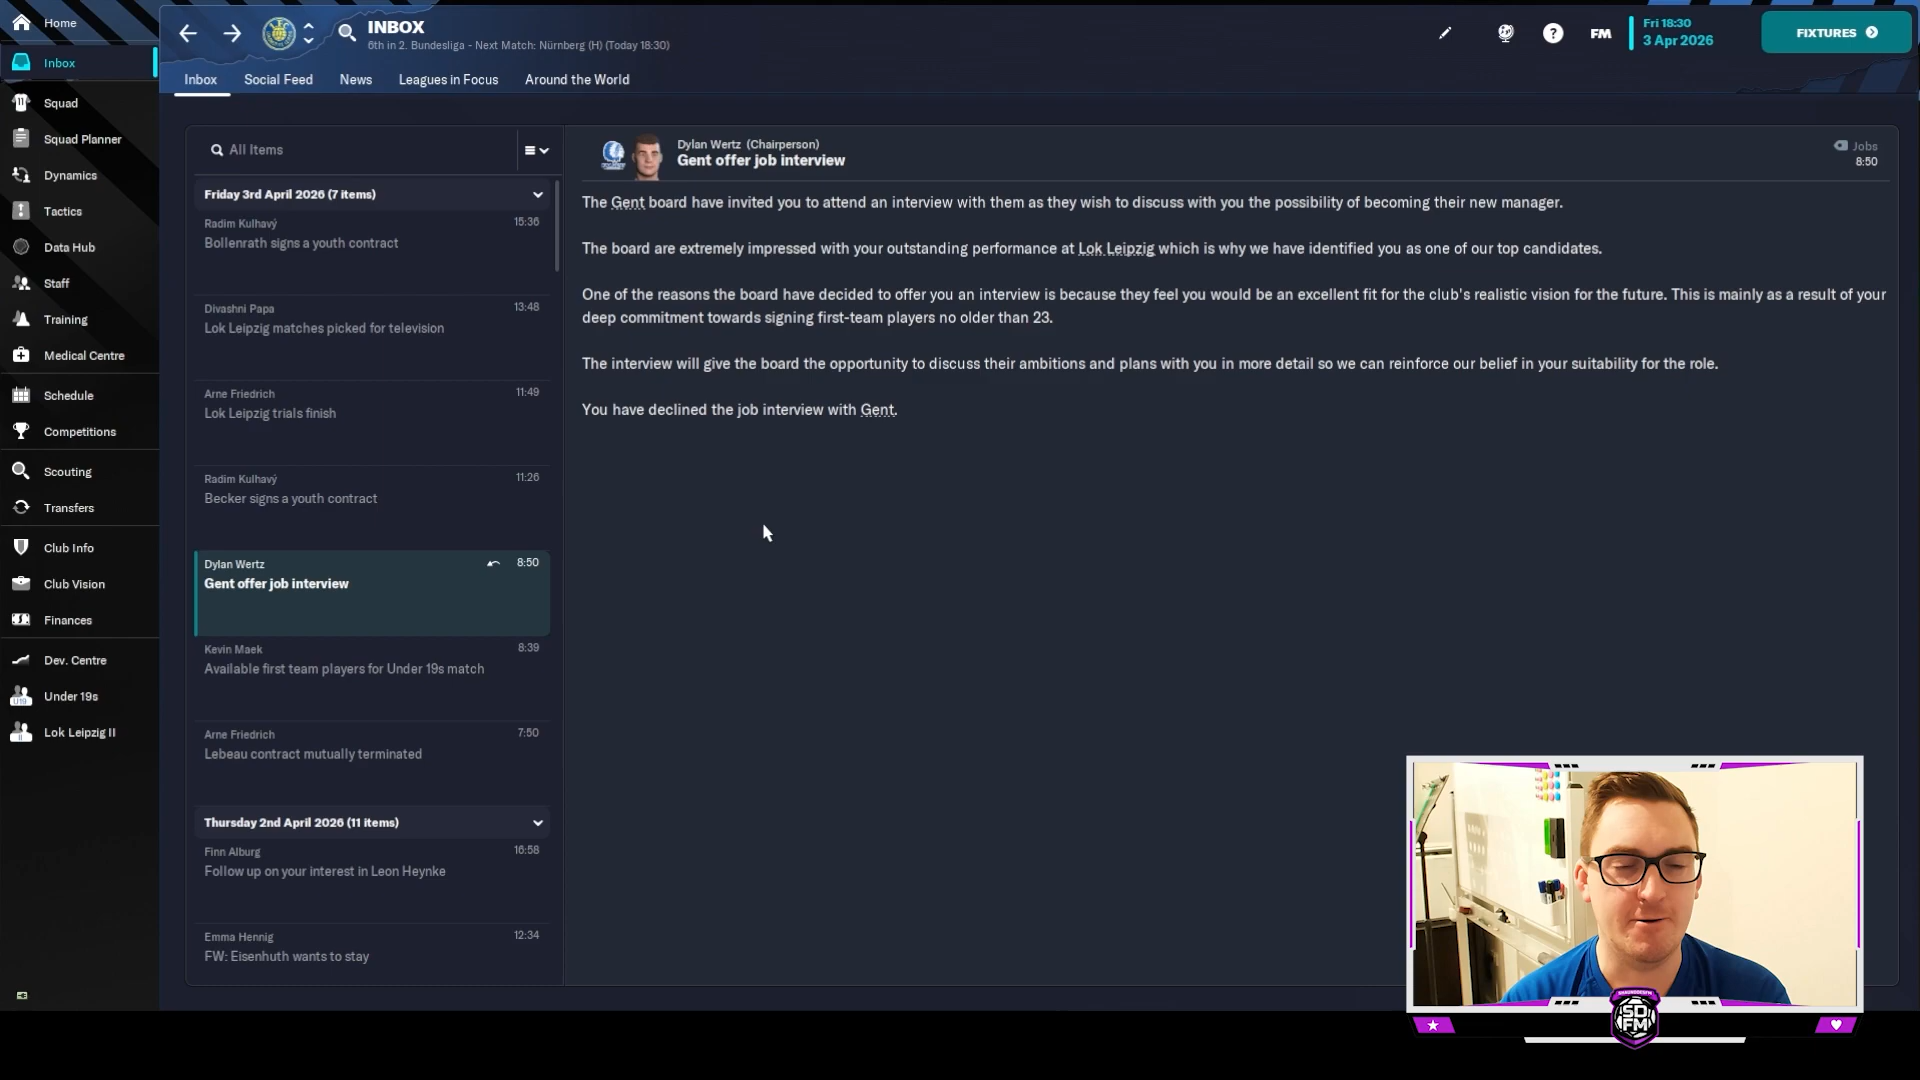 Home
Inbox
Squad
Squad Planner
Dynamics
Tactics
Data Hub
Staff
Training
Medical Centre
Schedule
Competitions
Scouting
Transfers
Club Info
Club Vision
Finances
Dev. Centre
Under 19s
Lok Leipzig II
INBOX
6th in 2. Bundesliga - Next Match: Nürnberg (H) (Today 18:30)
FM
Fri 18:30
3 Apr 2026
FIXTURES
Inbox
Social Feed
News
Leagues in Focus
Around the World
All Items
Friday 3rd April 2026 (7 items)
Radim Kulhavý 15:36
Bollenrath signs a youth contract
Divashni Papa 13:48
Lok Leipzig matches picked for television
Arne Friedrich 11:49
Lok Leipzig trials finish
Radim Kulhavý 11:26
Becker signs a youth contract
Dylan Wertz 8:50
Gent offer job interview
Kevin Maek 8:39
Available first team players for Under 19s match
Arne Friedrich 7:50
Lebeau contract mutually terminated
Thursday 2nd April 2026 (11 items)
Finn Alburg 16:58
Follow up on your interest in Leon Heynke
Emma Hennig 12:34
FW: Eisenhuth wants to stay
Dylan Wertz (Chairperson)
Gent offer job interview
Jobs
8:50
The Gent board have invited you to attend an interview with them as they wish to discuss with you the possibility of becoming their new manager.
The board are extremely impressed with your outstanding performance at Lok Leipzig which is why we have identified you as one of our top candidates.
One of the reasons the board have decided to offer you an interview is because they feel you would be an excellent fit for the club's realistic vision for the future. This is mainly as a result of your
deep commitment towards signing first-team players no older than 23.
The interview will give the board the opportunity to discuss their ambitions and plans with you in more detail so we can reinforce our belief in your suitability for the role.
You have declined the job interview with Gent.
SD
FM